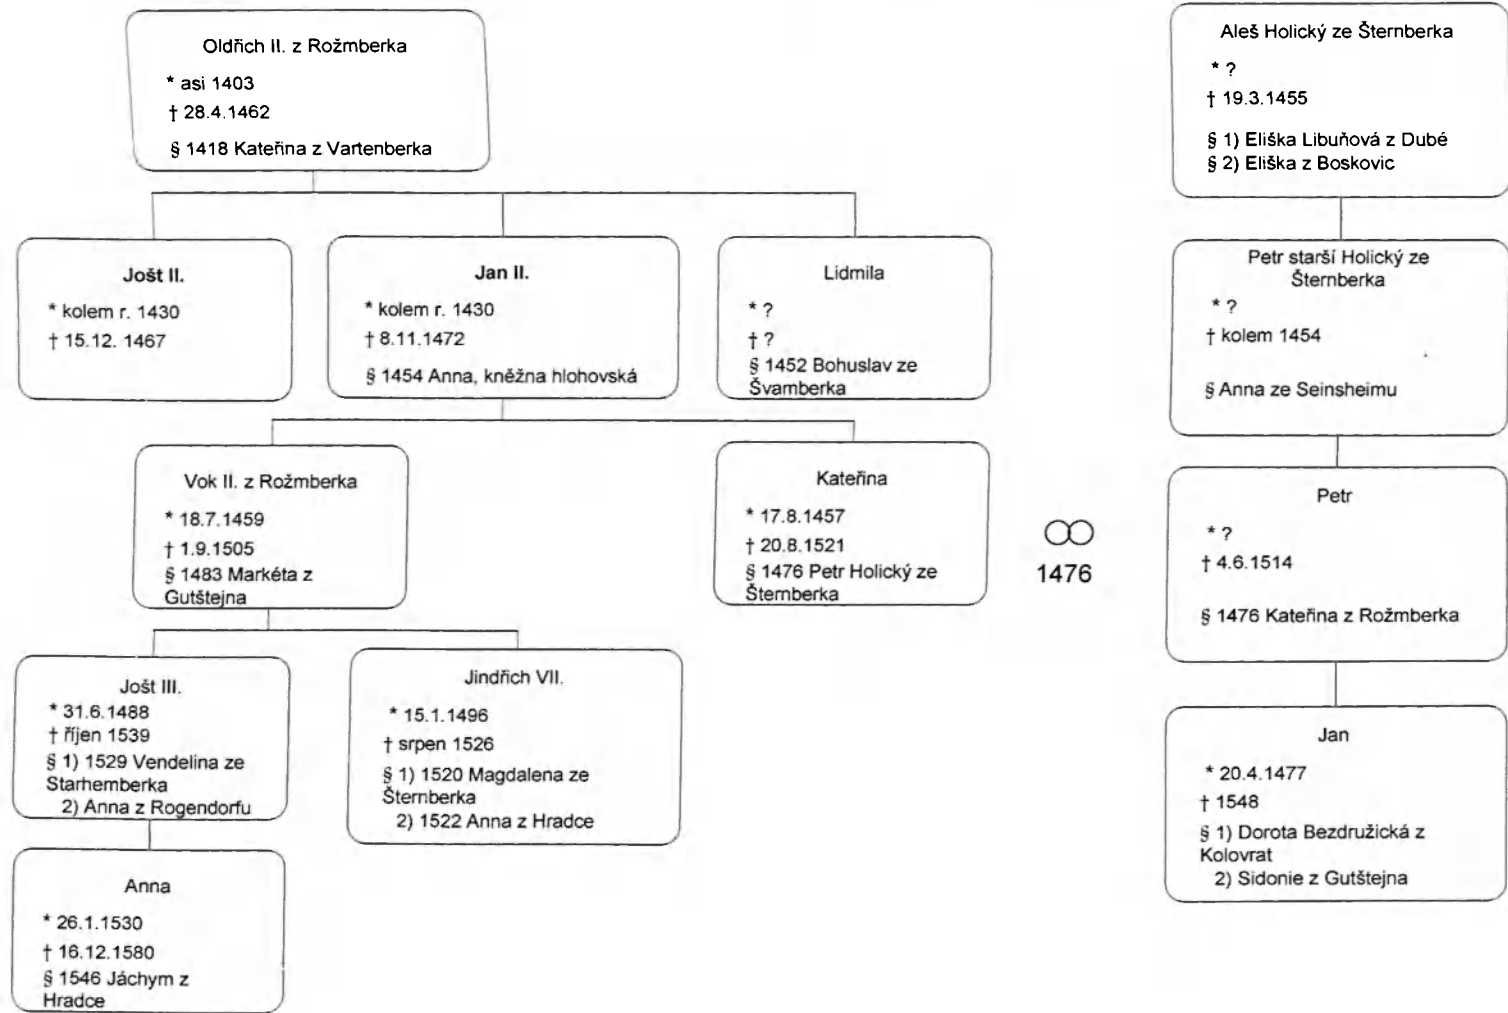 Oldřich II. z Rožmberka
* asi 1403
† 28.4.1462
§ 1418 Kateřina z Vartenberka
Aleš Holický ze Šternberka
* ?
† 19.3.1455
§ 1) Eliška Libuňová z Dubé
§ 2) Eliška z Boskovic
Jošt II.
* kolem r. 1430
† 15.12. 1467
Jan II.
* kolem r. 1430
† 8.11.1472
§ 1454 Anna, kněžna hlohovská
Lidmila
* ?
† ?
§ 1452 Bohuslav ze
Švamberka
Petr starší Holický ze
Šternberka
* ?
† kolem 1454
§ Anna ze Seinsheimu
Vok II. z Rožmberka
* 18.7.1459
† 1.9.1505
§ 1483 Markéta z
Gutštejna
Kateřina
* 17.8.1457
† 20.8.1521
§ 1476 Petr Holický ze
Šternberka
1476
Petr
* ?
† 4.6.1514
§ 1476 Kateřina z Rožmberka
Jošt III.
* 31.6.1488
† říjen 1539
§ 1) 1529 Vendelina ze
Starhemberka
2) Anna z Rogendorfu
Jindřich VII.
* 15.1.1496
† srpen 1526
§ 1) 1520 Magdalena ze
Šternberka
2) 1522 Anna z Hradce
Jan
* 20.4.1477
† 1548
§ 1) Dorota Bezdružická z
Kolovrat
2) Sidonie z Gutštejna
Anna
* 26.1.1530
† 16.12.1580
§ 1546 Jáchym z
Hradce